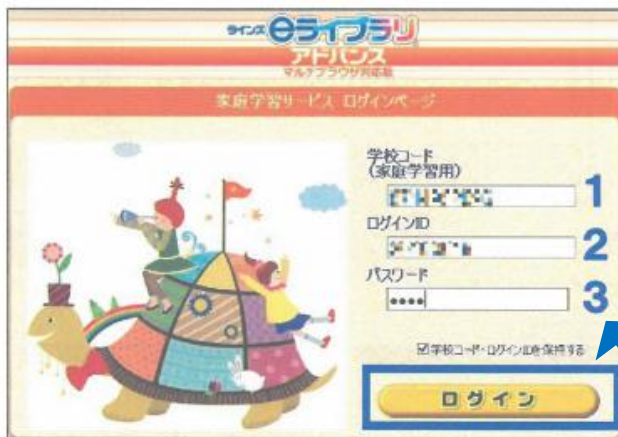 ラインズeライブラリ
アドバンス
マルチブラウザ対応版
家庭学習サービス ログインページ
学校コード
(家庭学習用)
1
ログインID
2
パスワード
3
学校コード・ログインIDを保持する
ログイン